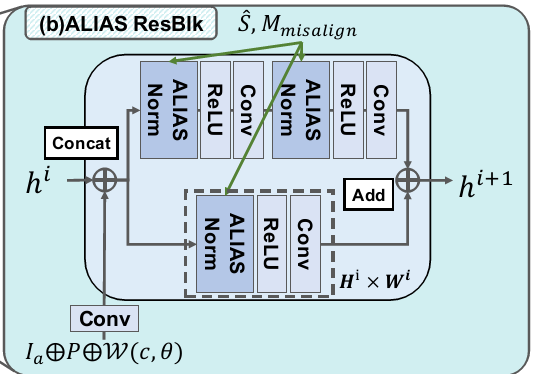 (b)ALIAS ResBlk
Ŝ, M_misalign
ALIAS Norm
ReLU
Conv
ALIAS Norm
ReLU
Conv
Concat
h^i
Add
h^{i+1}
ALIAS Norm
ReLU
Conv
H^i × W^i
Conv
I_a⊕P⊕𝒲(c, θ)